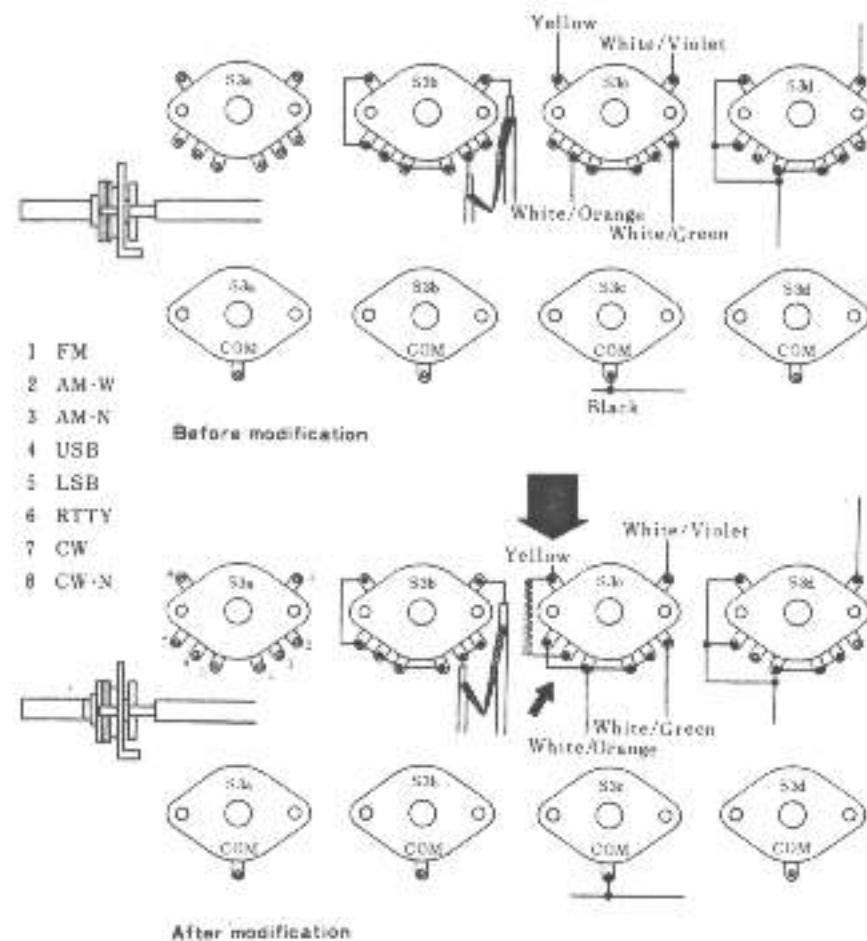 Yellow
White/Violet
S3a
S3b
S3c
S3d
White/Orange
White/Green
S3a
S3b
S3c
S3d
COM
COM
COM
COM
Black
1 FM
2 AM-W
3 AM-N
4 USB
5 LSB
6 RTTY
7 CW
8 CW-N
Before modification
White/Violet
Yellow
S3a
S3b
S3c
S3d
White/Green
White/Orange
S3a
S3b
S3c
S3d
COM
COM
COM
COM
After modification